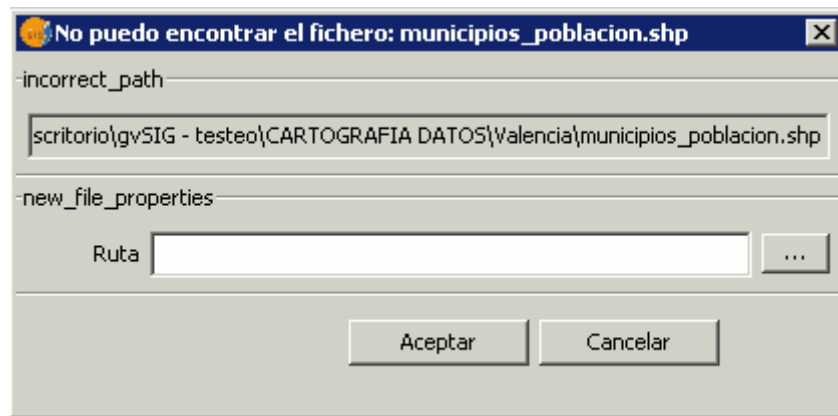 No puedo encontrar el fichero: municipios_poblacion.shp
incorrect_path
scritorio\gvSIG - testeo\CARTOGRAFIA DATOS\Valencia\municipios_poblacion.shp
new_file_properties
Ruta ...
Aceptar Cancelar